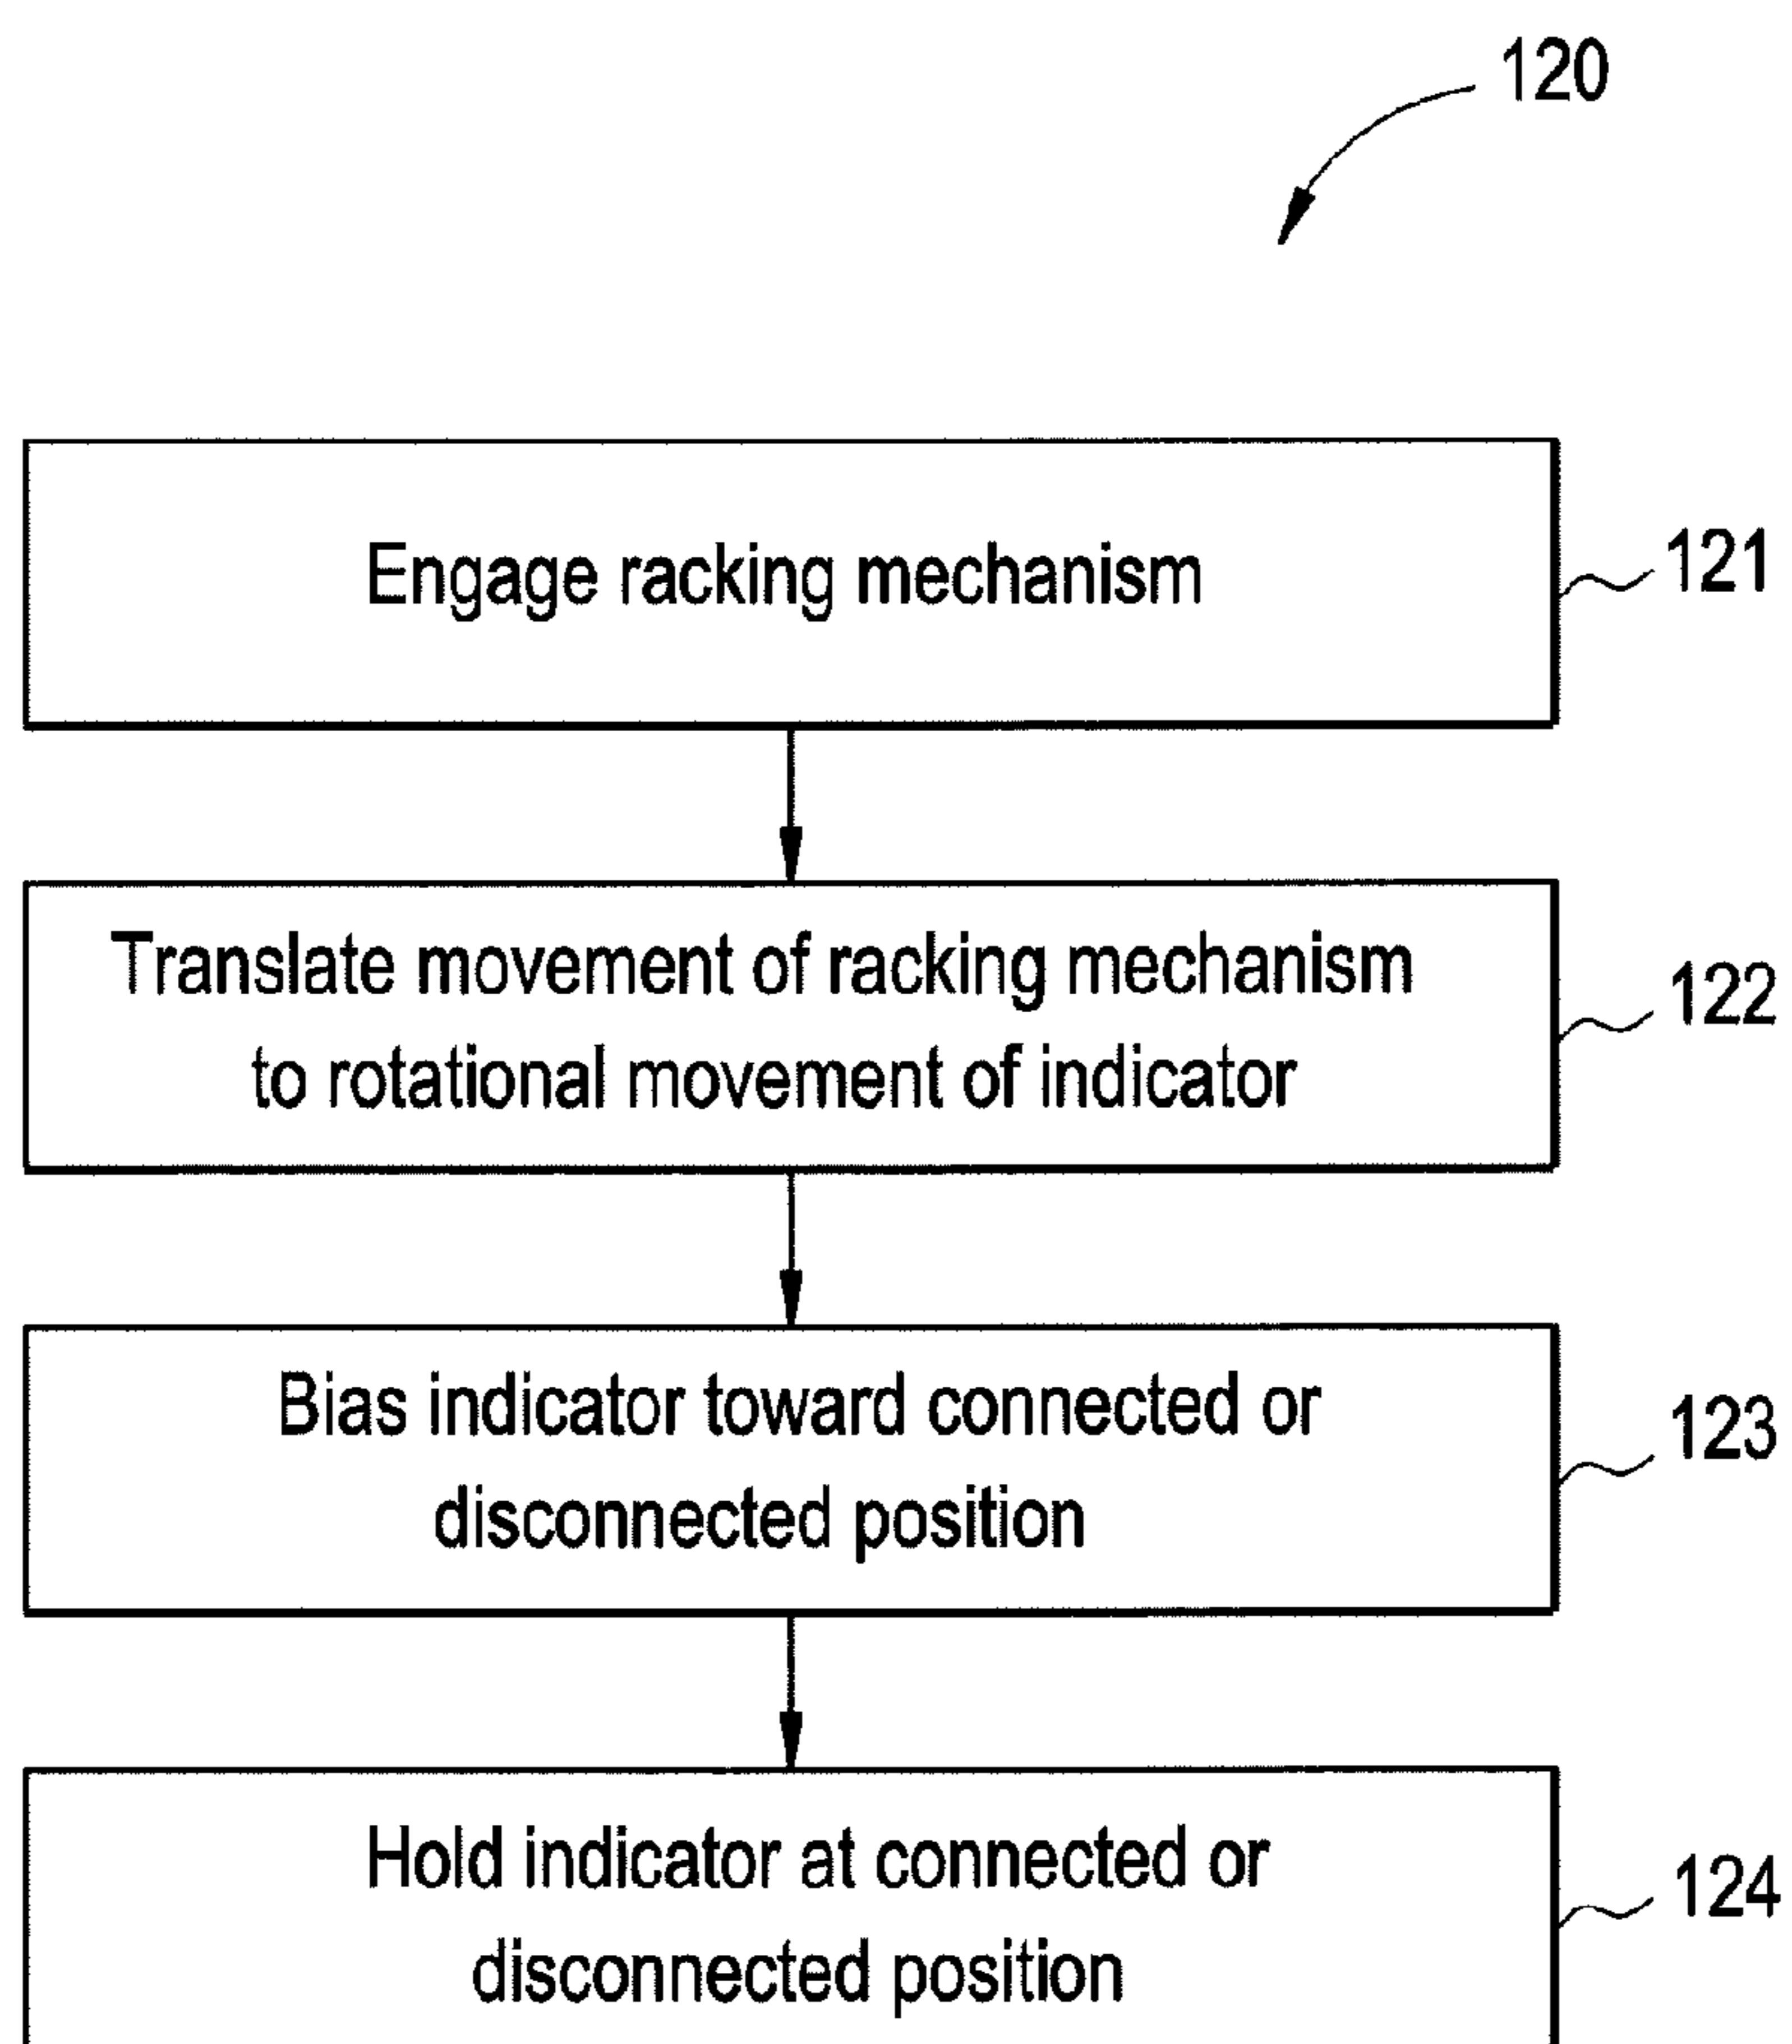 120
Engage racking mechanism
121
Translate movement of racking mechanism
to rotational movement of indicator
122
Bias indicator toward connected or
disconnected position
123
Hold indicator at connected or
disconnected position
124